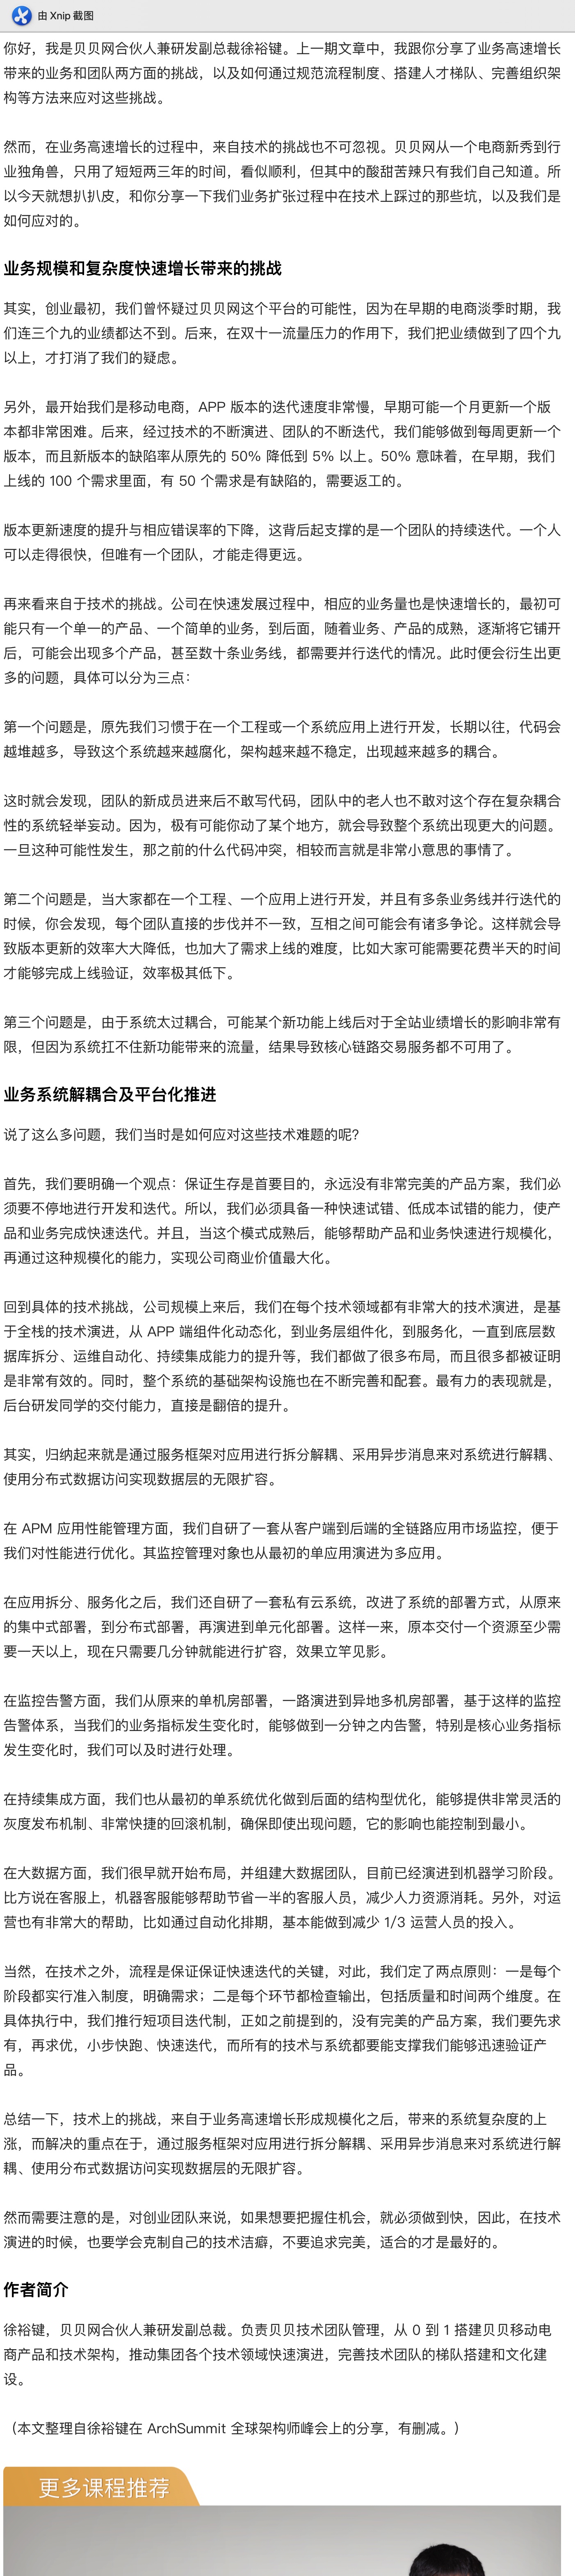 由 Xnip 截图
你好，我是贝贝网合伙人兼研发副总裁徐裕键。上一期文章中，我跟你分享了业务高速增长
带来的业务和团队两方面的挑战，以及如何通过规范流程制度、搭建人才梯队、完善组织架
构等方法来应对这些挑战。
然而，在业务高速增长的过程中，来自技术的挑战也不可忽视。贝贝网从一个电商新秀到行
业独角兽，只用了短短两三年的时间，看似顺利，但其中的酸甜苦辣只有我们自己知道。所
以今天就想扒扒皮，和你分享一下我们业务扩张过程中在技术上踩过的那些坑，以及我们是
如何应对的。
业务规模和复杂度快速增长带来的挑战
其实，创业最初，我们曾怀疑过贝贝网这个平台的可能性，因为在早期的电商淡季时期，我
们连三个九的业绩都达不到。后来，在双十一流量压力的作用下，我们把业绩做到了四个九
以上，才打消了我们的疑虑。
另外，最开始我们是移动电商，APP 版本的迭代速度非常慢，早期可能一个月更新一个版
本都非常困难。后来，经过技术的不断演进、团队的不断迭代，我们能够做到每周更新一个
版本，而且新版本的缺陷率从原先的 50% 降低到 5% 以上。50% 意味着，在早期，我们
上线的 100 个需求里面，有 50 个需求是有缺陷的，需要返工的。
版本更新速度的提升与相应错误率的下降，这背后起支撑的是一个团队的持续迭代。一个人
可以走得很快，但唯有一个团队，才能走得更远。
再来看来自于技术的挑战。公司在快速发展过程中，相应的业务量也是快速增长的，最初可
能只有一个单一的产品、一个简单的业务，到后面，随着业务、产品的成熟，逐渐将它铺开
后，可能会出现多个产品，甚至数十条业务线，都需要并行迭代的情况。此时便会衍生出更
多的问题，具体可以分为三点：
第一个问题是，原先我们习惯于在一个工程或一个系统应用上进行开发，长期以往，代码会
越堆越多，导致这个系统越来越腐化，架构越来越不稳定，出现越来越多的耦合。
这时就会发现，团队的新成员进来后不敢写代码，团队中的老人也不敢对这个存在复杂耦合
性的系统轻举妄动。因为，极有可能你动了某个地方，就会导致整个系统出现更大的问题。
一旦这种可能性发生，那之前的什么代码冲突，相较而言就是非常小意思的事情了。
第二个问题是，当大家都在一个工程、一个应用上进行开发，并且有多条业务线并行迭代的
时候，你会发现，每个团队直接的步伐并不一致，互相之间可能会有诸多争论。这样就会导
致版本更新的效率大大降低，也加大了需求上线的难度，比如大家可能需要花费半天的时间
才能够完成上线验证，效率极其低下。
第三个问题是，由于系统太过耦合，可能某个新功能上线后对于全站业绩增长的影响非常有
限，但因为系统扛不住新功能带来的流量，结果导致核心链路交易服务都不可用了。
业务系统解耦合及平台化推进
说了这么多问题，我们当时是如何应对这些技术难题的呢？
首先，我们要明确一个观点：保证生存是首要目的，永远没有非常完美的产品方案，我们必
须要不停地进行开发和迭代。所以，我们必须具备一种快速试错、低成本试错的能力，使产
品和业务完成快速迭代。并且，当这个模式成熟后，能够帮助产品和业务快速进行规模化，
再通过这种规模化的能力，实现公司商业价值最大化。
回到具体的技术挑战，公司规模上来后，我们在每个技术领域都有非常大的技术演进，是基
于全栈的技术演进，从 APP 端组件化动态化，到业务层组件化，到服务化，一直到底层数
据库拆分、运维自动化、持续集成能力的提升等，我们都做了很多布局，而且很多都被证明
是非常有效的。同时，整个系统的基础架构设施也在不断完善和配套。最有力的表现就是，
后台研发同学的交付能力，直接是翻倍的提升。
其实，归纳起来就是通过服务框架对应用进行拆分解耦、采用异步消息来对系统进行解耦、
使用分布式数据访问实现数据层的无限扩容。
在 APM 应用性能管理方面，我们自研了一套从客户端到后端的全链路应用市场监控，便于
我们对性能进行优化。其监控管理对象也从最初的单应用演进为多应用。
在应用拆分、服务化之后，我们还自研了一套私有云系统，改进了系统的部署方式，从原来
的集中式部署，到分布式部署，再演进到单元化部署。这样一来，原本交付一个资源至少需
要一天以上，现在只需要几分钟就能进行扩容，效果立竿见影。
在监控告警方面，我们从原来的单机房部署，一路演进到异地多机房部署，基于这样的监控
告警体系，当我们的业务指标发生变化时，能够做到一分钟之内告警，特别是核心业务指标
发生变化时，我们可以及时进行处理。
在持续集成方面，我们也从最初的单系统优化做到后面的结构型优化，能够提供非常灵活的
灰度发布机制、非常快捷的回滚机制，确保即使出现问题，它的影响也能控制到最小。
在大数据方面，我们很早就开始布局，并组建大数据团队，目前已经演进到机器学习阶段。
比方说在客服上，机器客服能够帮助节省一半的客服人员，减少人力资源消耗。另外，对运
营也有非常大的帮助，比如通过自动化排期，基本能做到减少 1/3 运营人员的投入。
当然，在技术之外，流程是保证保证快速迭代的关键，对此，我们定了两点原则：一是每个
阶段都实行准入制度，明确需求；二是每个环节都检查输出，包括质量和时间两个维度。在
具体执行中，我们推行短项目迭代制，正如之前提到的，没有完美的产品方案，我们要先求
有，再求优，小步快跑、快速迭代，而所有的技术与系统都要能支撑我们能够迅速验证产
品。
总结一下，技术上的挑战，来自于业务高速增长形成规模化之后，带来的系统复杂度的上
涨，而解决的重点在于，通过服务框架对应用进行拆分解耦、采用异步消息来对系统进行解
耦、使用分布式数据访问实现数据层的无限扩容。
然而需要注意的是，对创业团队来说，如果想要把握住机会，就必须做到快，因此，在技术
演进的时候，也要学会克制自己的技术洁癖，不要追求完美，适合的才是最好的。
作者简介
徐裕键，贝贝网合伙人兼研发副总裁。负责贝贝技术团队管理，从 0 到 1 搭建贝贝移动电
商产品和技术架构，推动集团各个技术领域快速演进，完善技术团队的梯队搭建和文化建
设。
（本文整理自徐裕键在 ArchSummit 全球架构师峰会上的分享，有删减。）
更多课程推荐